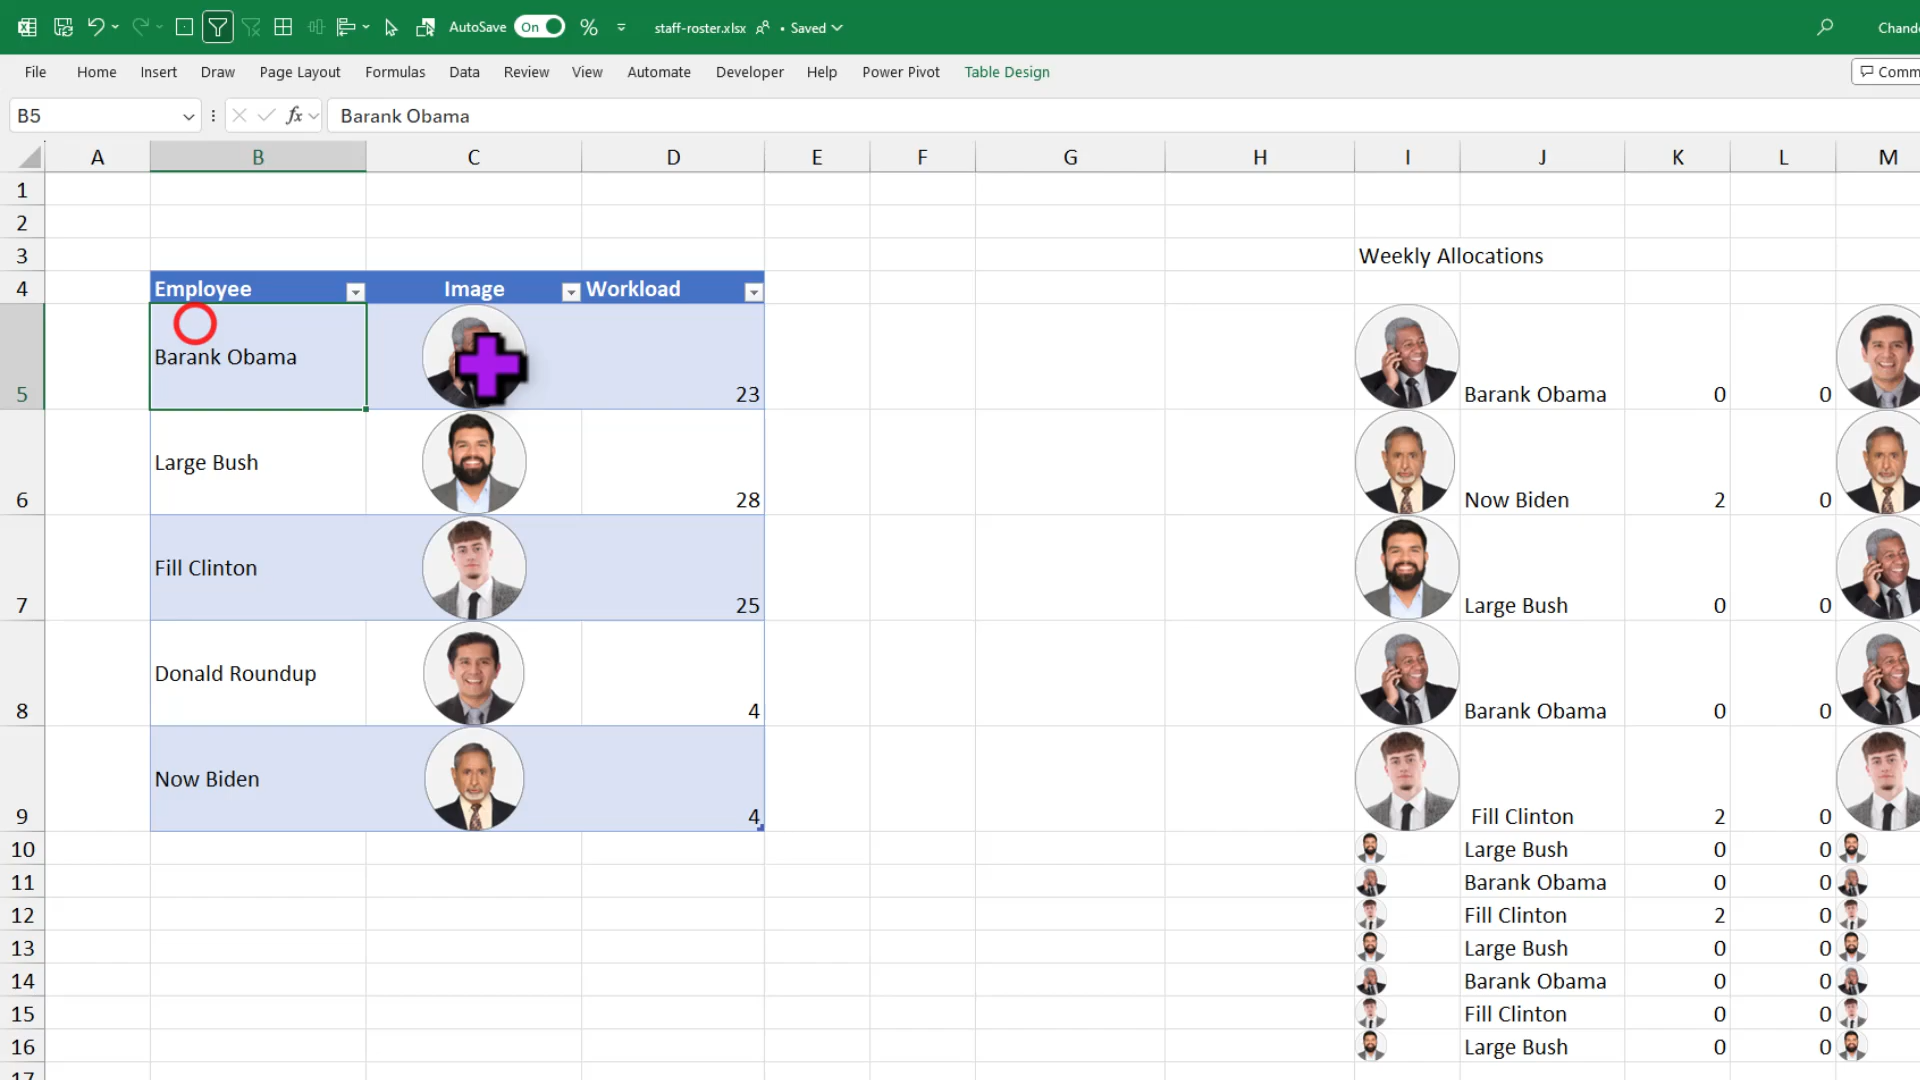 AutoSave On % staff-roster.xlsx • Saved Chand
File Home Insert Draw Page Layout Formulas Data Review View Automate Developer Help Power Pivot Table Design Comm
B5 fx Barank Obama
A B C D E F G H I J K L M
1
2
3 Weekly Allocations
4 Employee Image Workload
5 Barank Obama 23 Barank Obama 0 0
6 Large Bush 28 Now Biden 2 0
7 Fill Clinton 25 Large Bush 0 0
8 Donald Roundup 4 Barank Obama 0 0
9 Now Biden 4 Fill Clinton 2 0
10 Large Bush 0 0
11 Barank Obama 0 0
12 Fill Clinton 2 0
13 Large Bush 0 0
14 Barank Obama 0 0
15 Fill Clinton 0 0
16 Large Bush 0 0
17